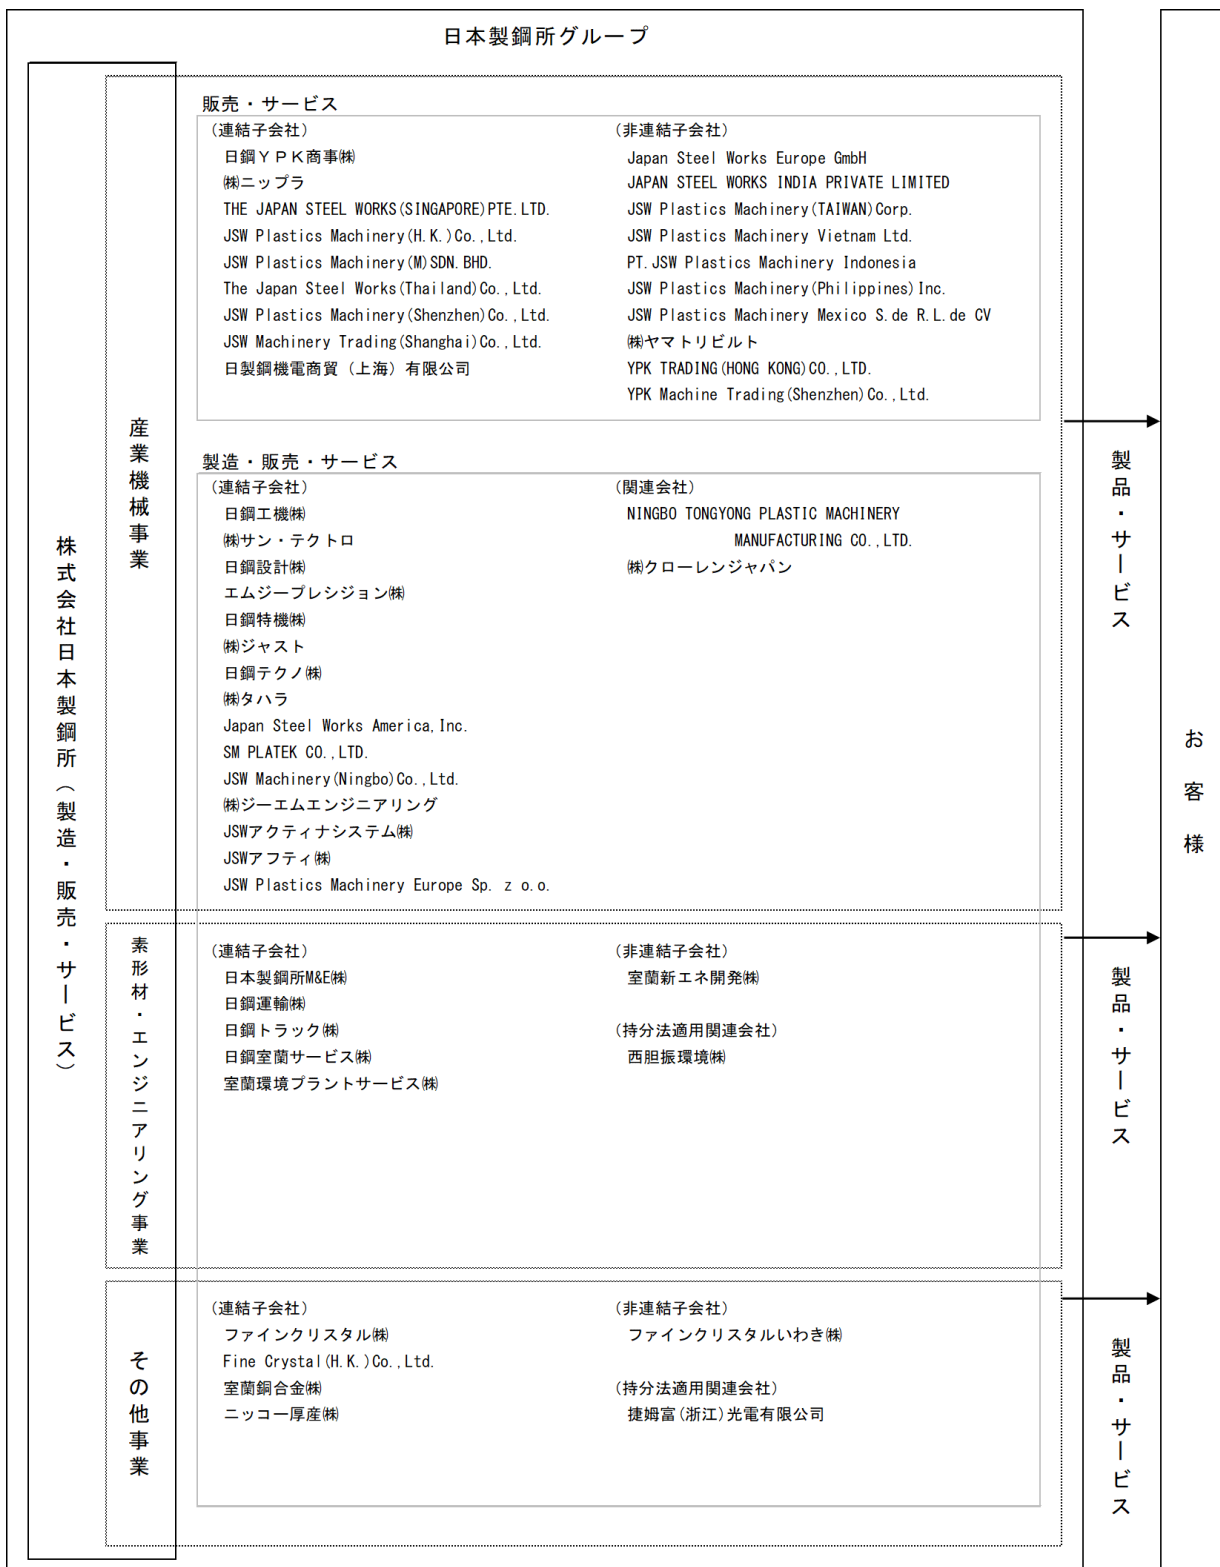 日本製鋼所グループ
株式会社日本製鋼所（製造・販売・サービス）
産業機械事業
販売・サービス
（連結子会社）
日鋼ＹＰＫ商事㈱
㈱ニップラ
THE JAPAN STEEL WORKS(SINGAPORE)PTE.LTD.
JSW Plastics Machinery(H.K.)Co.,Ltd.
JSW Plastics Machinery(M)SDN.BHD.
The Japan Steel Works(Thailand)Co.,Ltd.
JSW Plastics Machinery(Shenzhen)Co.,Ltd.
JSW Machinery Trading(Shanghai)Co.,Ltd.
日製鋼機電商貿（上海）有限公司
（非連結子会社）
Japan Steel Works Europe GmbH
JAPAN STEEL WORKS INDIA PRIVATE LIMITED
JSW Plastics Machinery(TAIWAN)Corp.
JSW Plastics Machinery Vietnam Ltd.
PT.JSW Plastics Machinery Indonesia
JSW Plastics Machinery(Philippines)Inc.
JSW Plastics Machinery Mexico S.de R.L.de CV
㈱ヤマトリビルト
YPK TRADING(HONG KONG)CO.,LTD.
YPK Machine Trading(Shenzhen)Co.,Ltd.
製造・販売・サービス
（連結子会社）
日鋼工機㈱
㈱サン・テクトロ
日鋼設計㈱
エムジープレシジョン㈱
日鋼特機㈱
㈱ジャスト
日鋼テクノ㈱
㈱タハラ
Japan Steel Works America,Inc.
SM PLATEK CO.,LTD.
JSW Machinery(Ningbo)Co.,Ltd.
㈱ジーエムエンジニアリング
JSWアクティナシステム㈱
JSWアフティ㈱
JSW Plastics Machinery Europe Sp. z o.o.
（関連会社）
NINGBO TONGYONG PLASTIC MACHINERY
MANUFACTURING CO.,LTD.
㈱クローレンジャパン
製品・サービス
素形材・エンジニアリング事業
（連結子会社）
日本製鋼所M&E㈱
日鋼運輸㈱
日鋼トラック㈱
日鋼室蘭サービス㈱
室蘭環境プラントサービス㈱
（非連結子会社）
室蘭新エネ開発㈱
（持分法適用関連会社）
西胆振環境㈱
製品・サービス
その他事業
（連結子会社）
ファインクリスタル㈱
Fine Crystal(H.K.)Co.,Ltd.
室蘭銅合金㈱
ニッコー厚産㈱
（非連結子会社）
ファインクリスタルいわき㈱
（持分法適用関連会社）
捷姆富(浙江)光電有限公司
製品・サービス
お客様